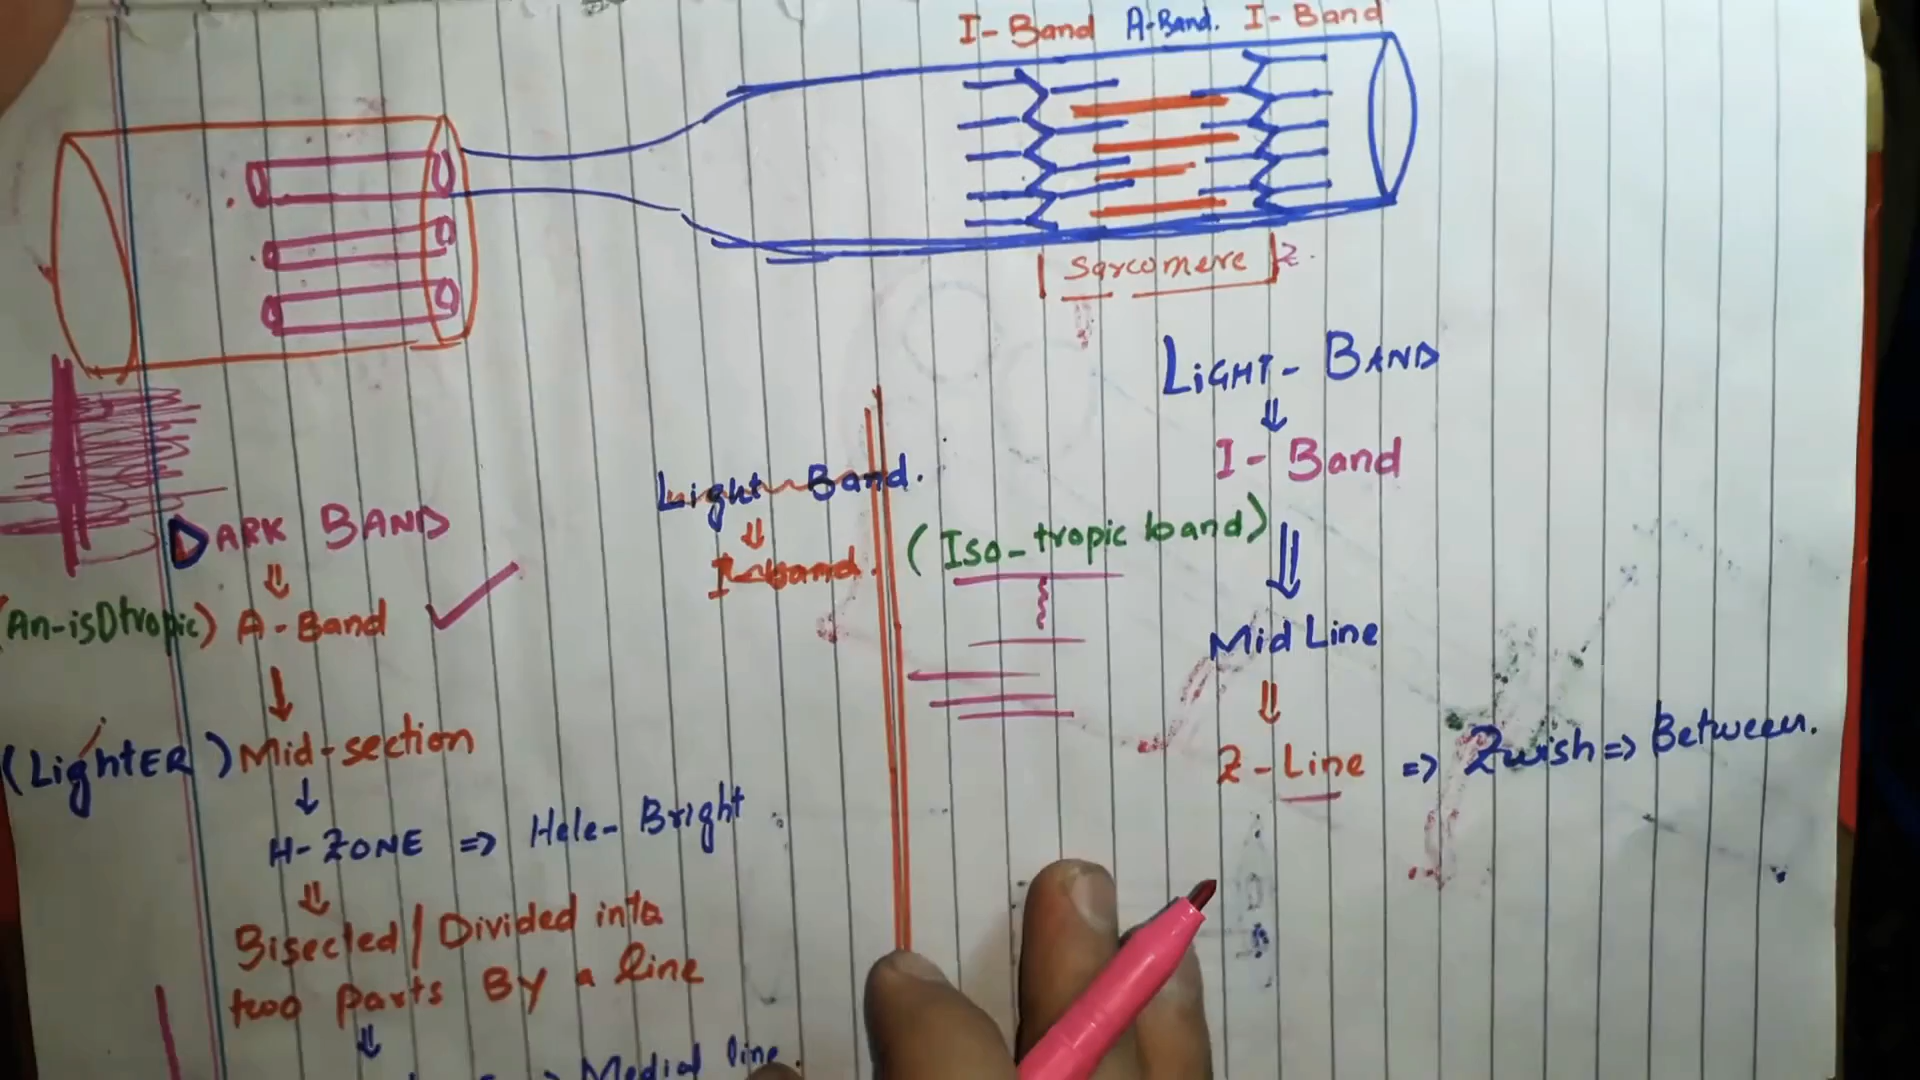 I-Band A-Band. I-Band
Sarcomere Z.
DARK BAND
(An-isOtropic) A-Band
(LighTER) Mid-section
H-ZONE => Hele-Bright
Bisected/Divided into
two parts By a line
=> Medial line.
Light Band.
I-band.
LiGHT-BAND
I-Band
(Iso-tropic band)
Mid Line
Z-Line => Zwish => Between.